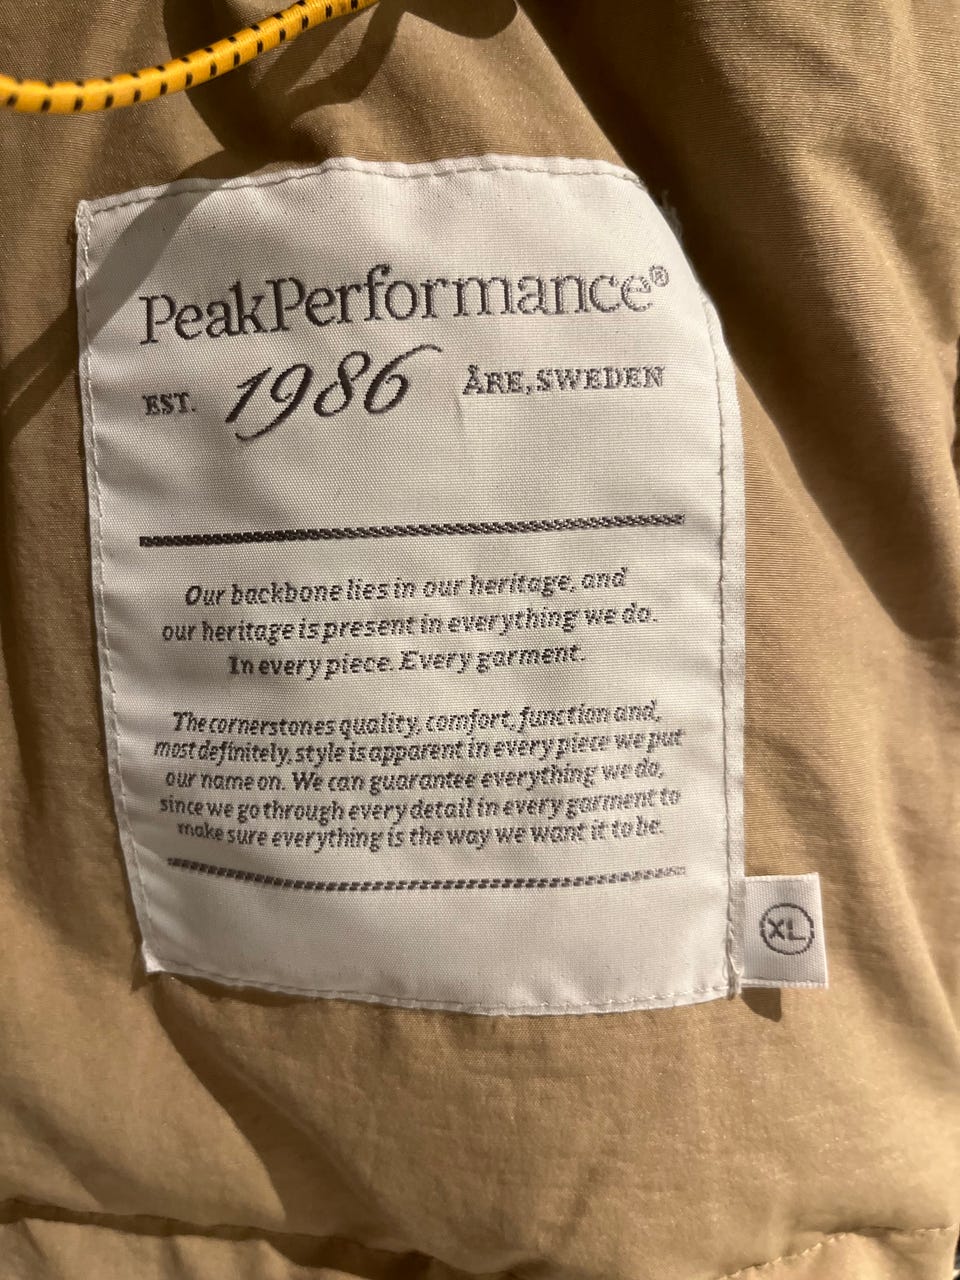 PeakPerformance®
EST. 1986 ÅRE, SWEDEN
Our backbone lies in our heritage, and
our heritage is present in everything we do.
In every piece. Every garment.
The cornerstones quality, comfort, function and,
most definitely, style is apparent in every piece we put
our name on. We can guarantee everything we do,
since we go through every detail in every garment to
make sure everything is the way we want it to be.
XL